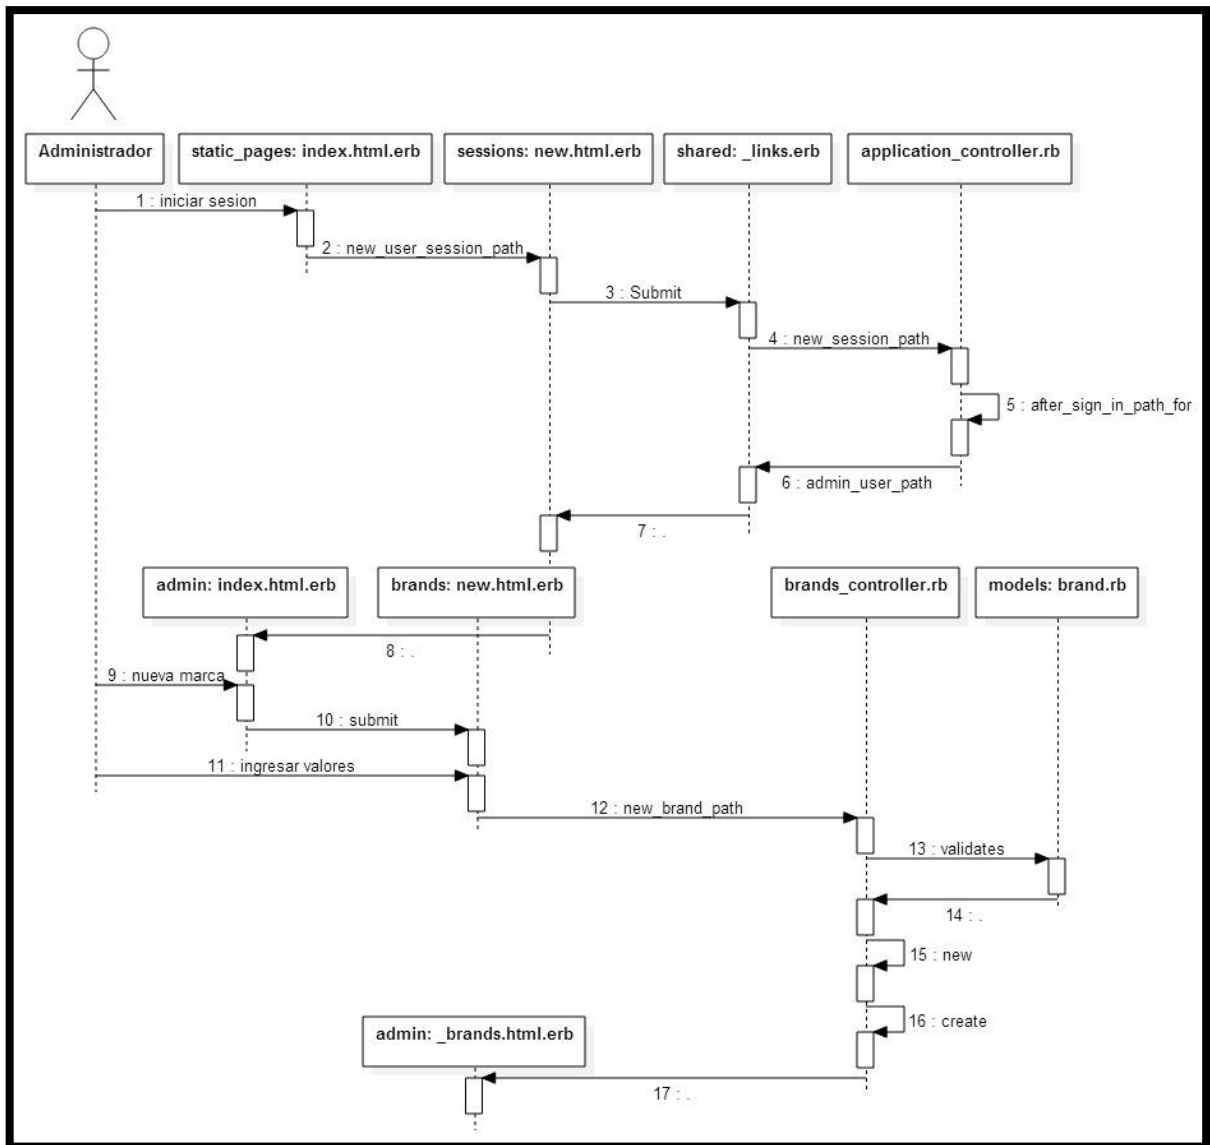 Administrador
static_pages: index.html.erb
sessions: new.html.erb
shared: _links.erb
application_controller.rb
1 : iniciar sesion
2 : new_user_session_path
3 : Submit
4 : new_session_path
5 : after_sign_in_path_for
6 : admin_user_path
7 : .
admin: index.html.erb
brands: new.html.erb
brands_controller.rb
models: brand.rb
8 : .
9 : nueva marca
10 : submit
11 : ingresar valores
12 : new_brand_path
13 : validates
14 : .
15 : new
16 : create
admin: _brands.html.erb
17 : .